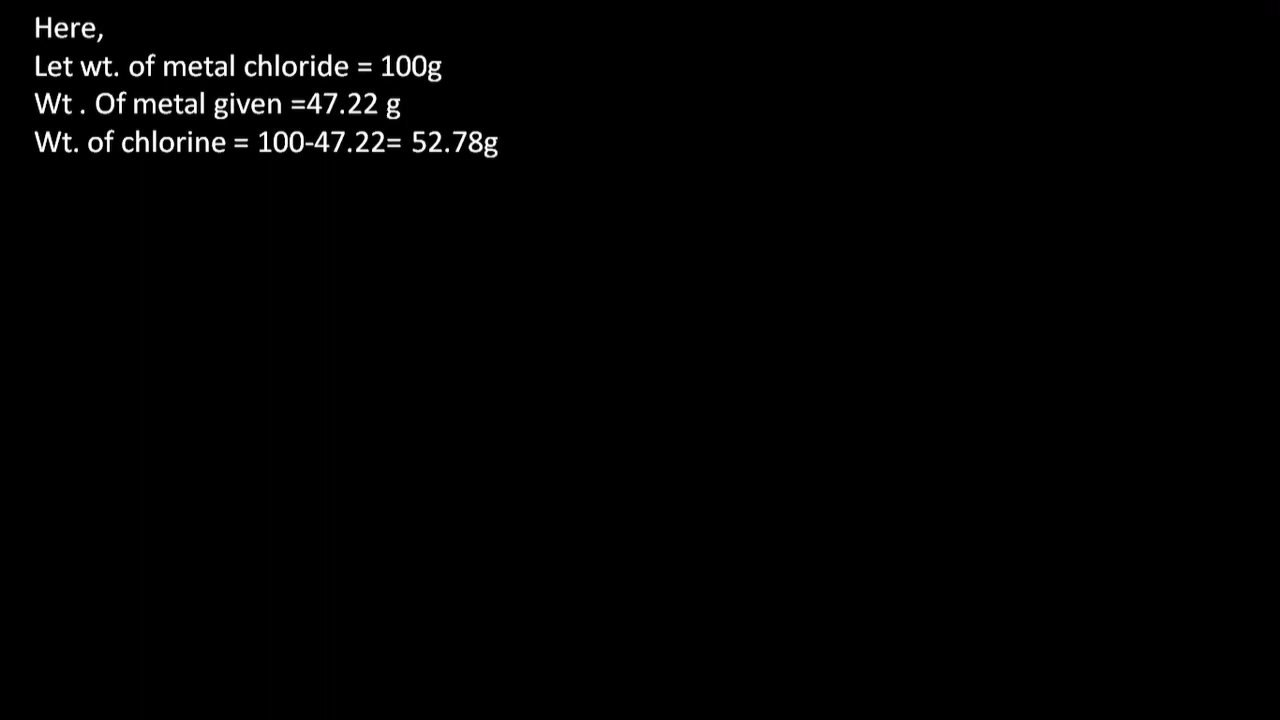 Here,
Let wt. of metal chloride = 100g
Wt . Of metal given =47.22 g
Wt. of chlorine = 100-47.22= 52.78g